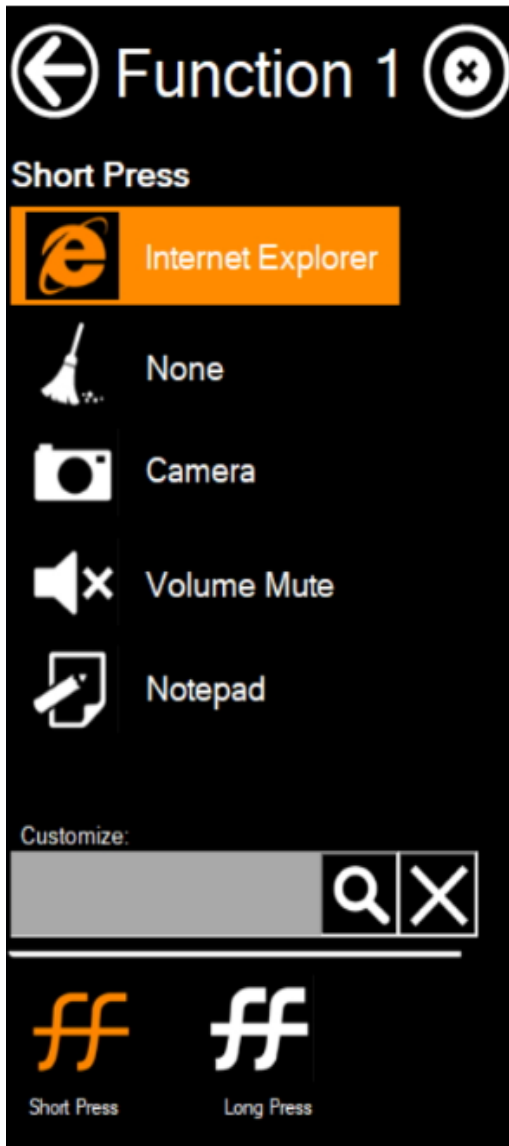 Function 1
Short Press
Internet Explorer
None
Camera
Volume Mute
Notepad
Customize:
Short Press
Long Press